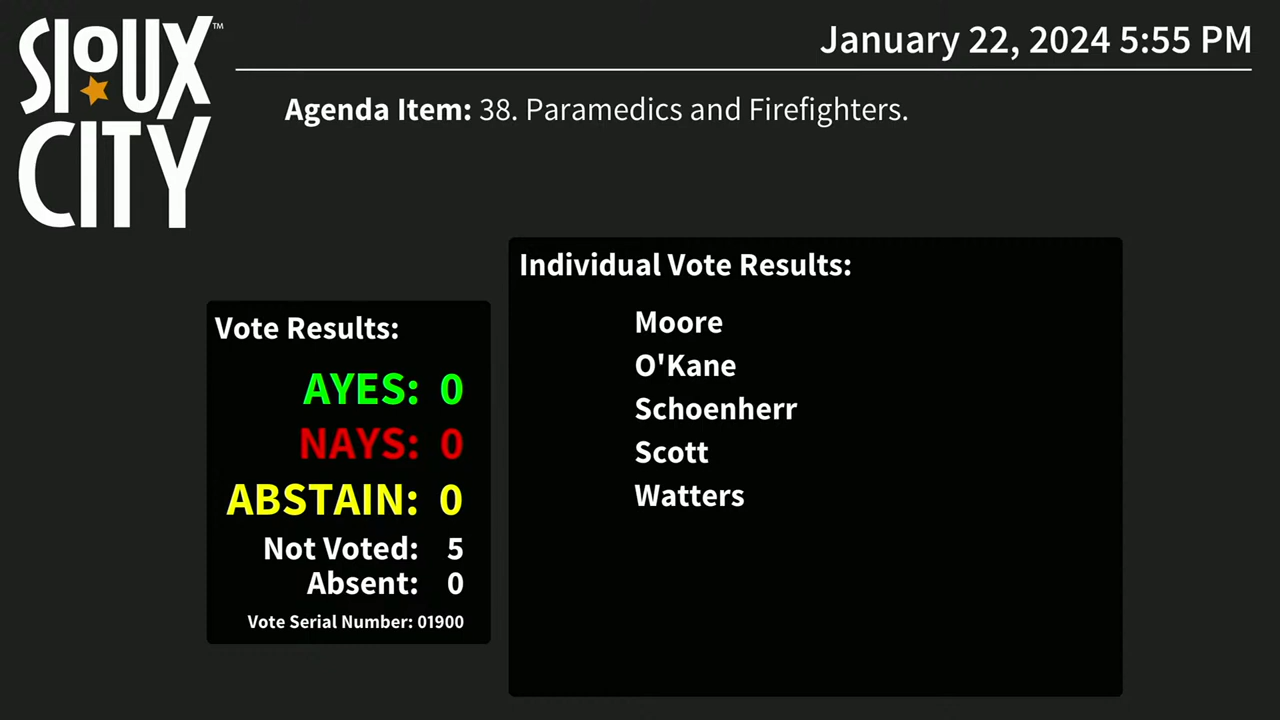 SIOUX
CITY™
January 22, 2024 5:55 PM
Agenda Item: 38. Paramedics and Firefighters.
Individual Vote Results:
Moore
O'Kane
Schoenherr
Scott
Watters
Vote Results:
AYES: 0
NAYS: 0
ABSTAIN: 0
Not Voted: 5
Absent: 0
Vote Serial Number: 01900